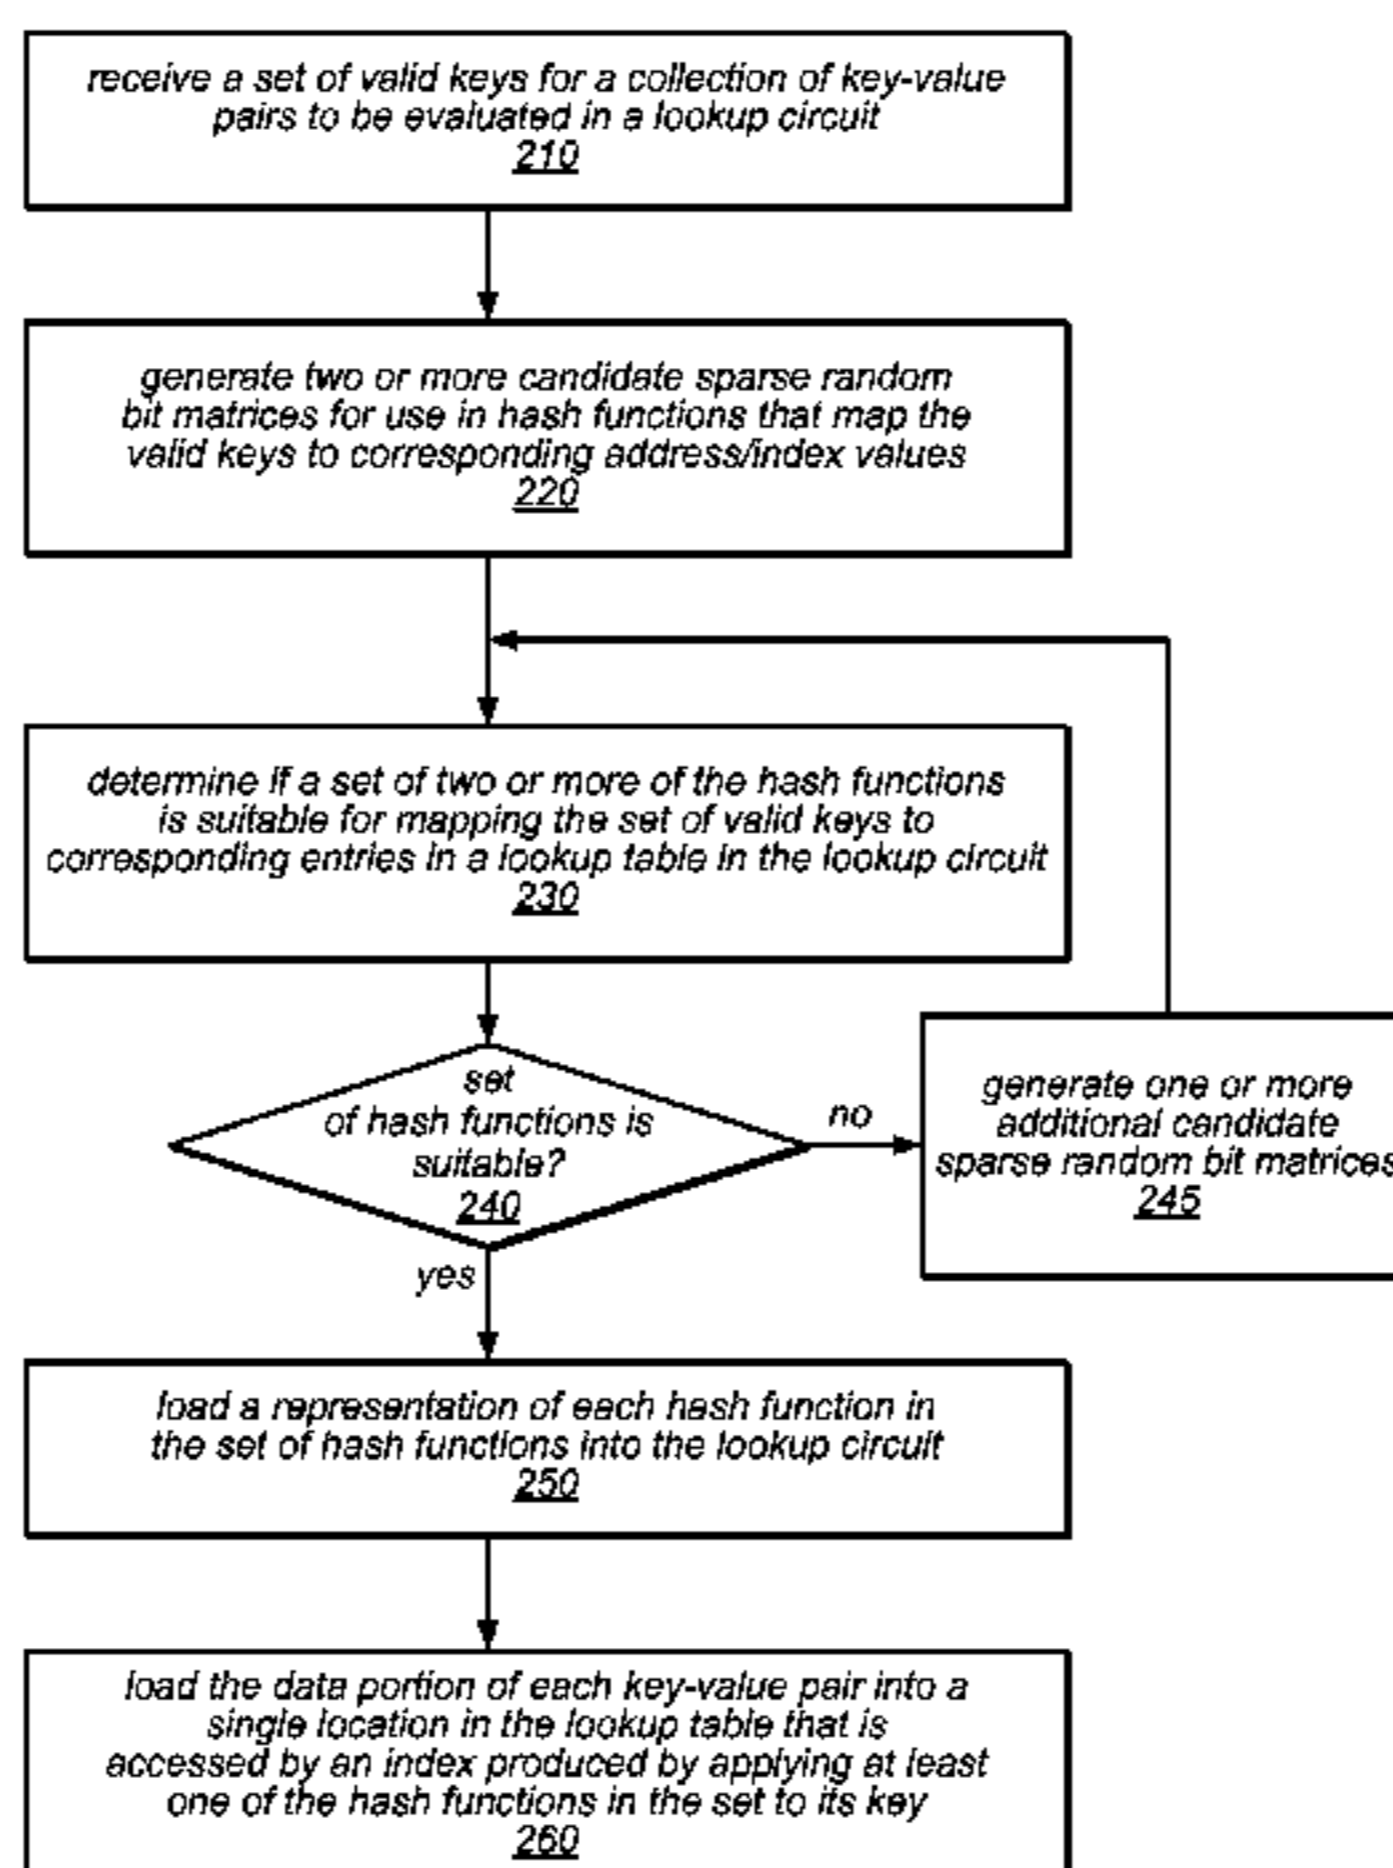 receive a set of valid keys for a collection of key-value
pairs to be evaluated in a lookup circuit
210
generate two or more candidate sparse random
bit matrices for use in hash functions that map the
valid keys to corresponding address/index values
220
determine if a set of two or more of the hash functions
is suitable for mapping the set of valid keys to
corresponding entries in a lookup table in the lookup circuit
230
set
of hash functions is
suitable?
240
no
generate one or more
additional candidate
sparse random bit matrices
245
yes
load a representation of each hash function in
the set of hash functions into the lookup circuit
250
load the data portion of each key-value pair into a
single location in the lookup table that is
accessed by an index produced by applying at least
one of the hash functions in the set to its key
260